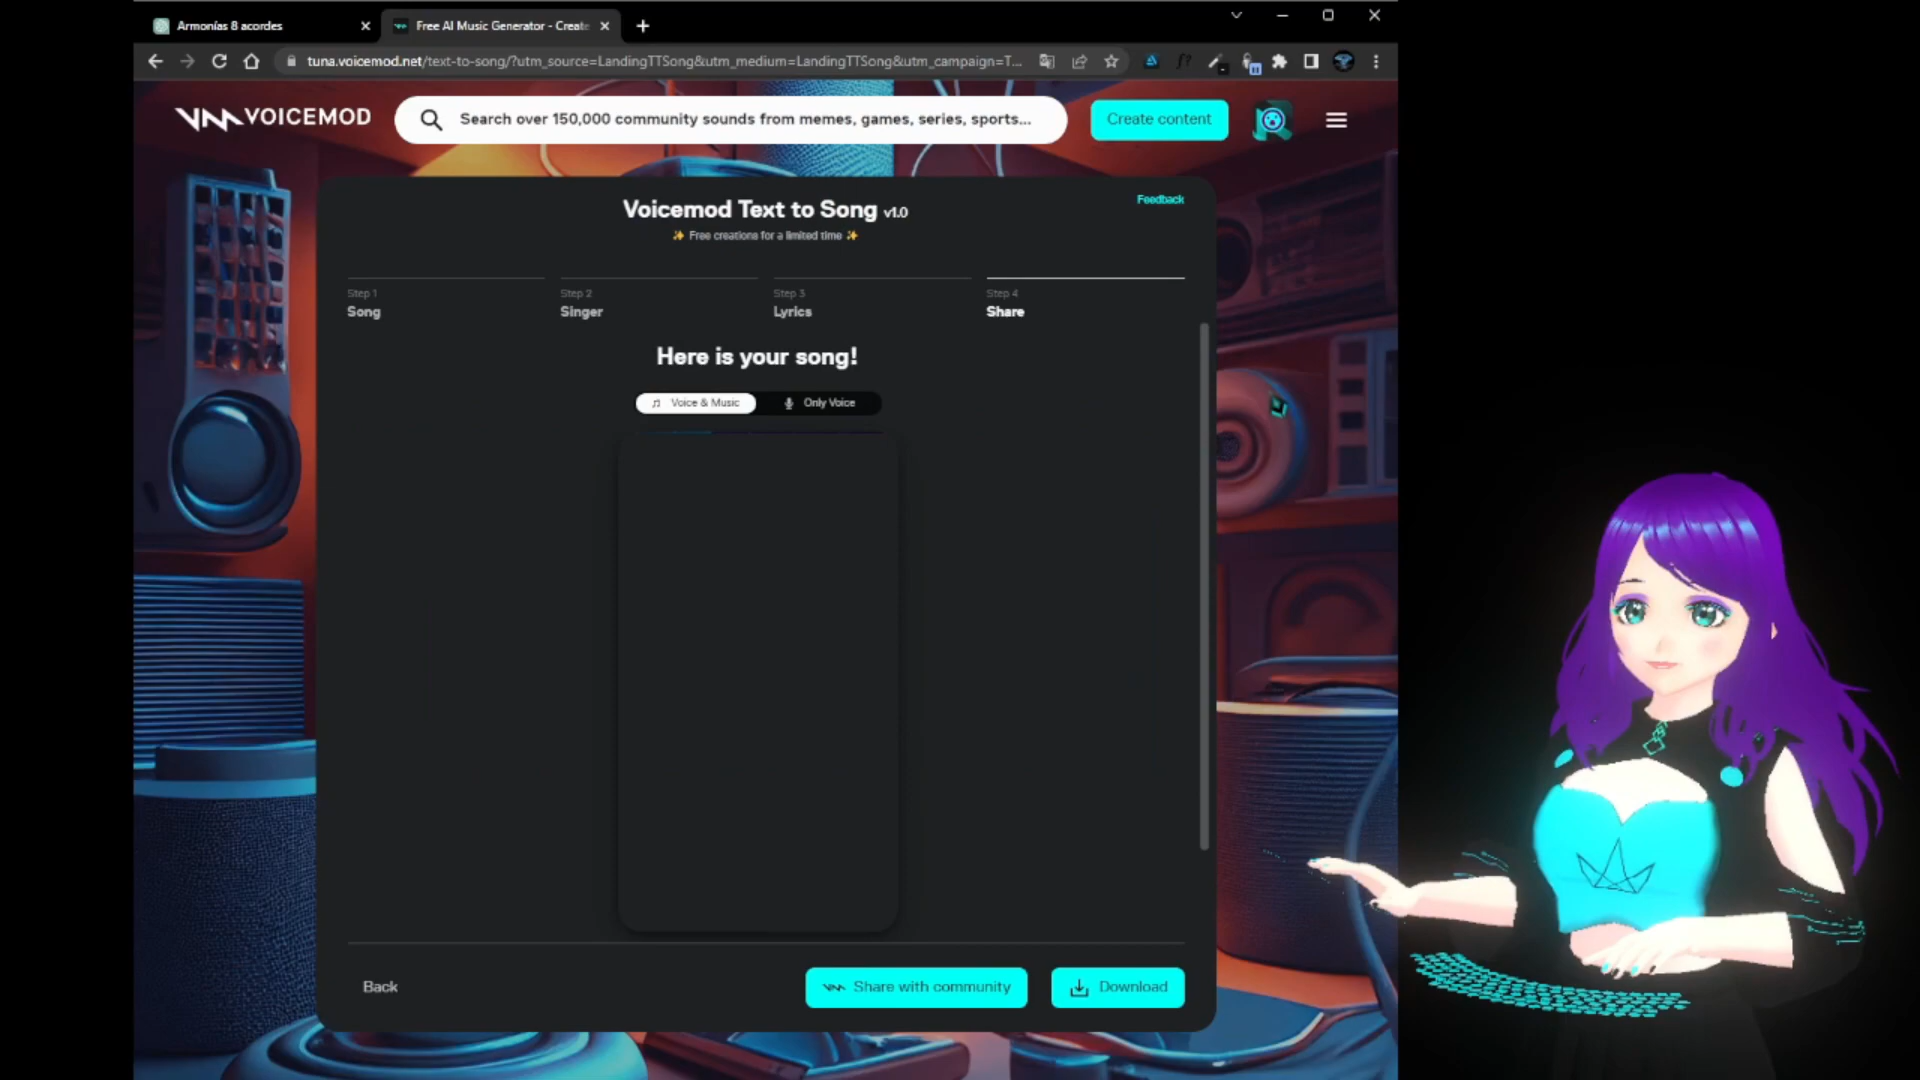 Armonías 8 acordes
Free AI Music Generator - Create
tuna.voicemod.net/text-to-song/?utm_source=LandingTTSong&utm_medium=LandingTTSong&utm_campaign=T...
VOICEMOD
Search over 150,000 community sounds from memes, games, series, sports...
Create content
Feedback
Voicemod Text to Song v1.0
✨ Free creations for a limited time ✨
Step 1
Song
Step 2
Singer
Step 3
Lyrics
Step 4
Share
Here is your song!
Voice & Music
Only Voice
Back
Share with community
Download